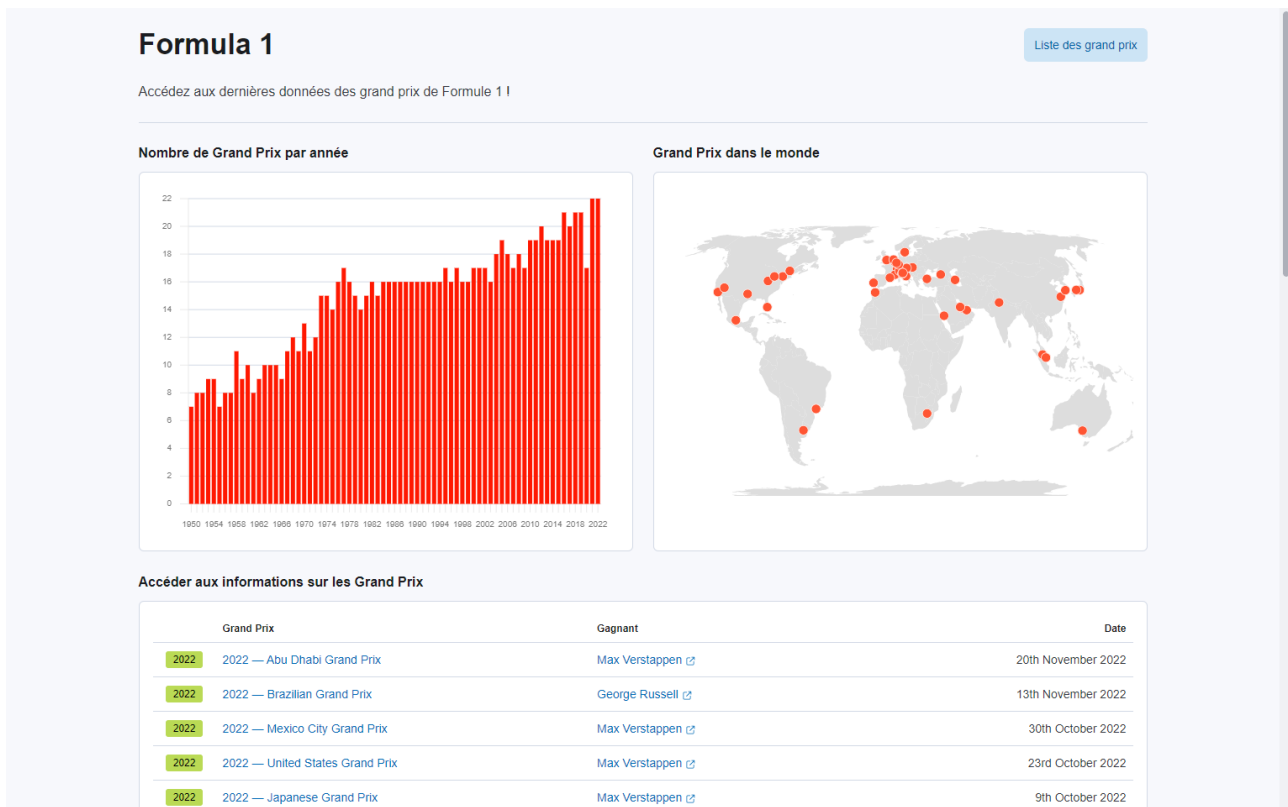 Formula 1
Liste des grand prix
Accédez aux dernières données des grand prix de Formule 1 !
Nombre de Grand Prix par année
22
20
18
16
14
12
10
8
6
4
2
0
1950 1954 1958 1962 1966 1970 1974 1978 1982 1986 1990 1994 1998 2002 2006 2010 2014 2018 2022
Grand Prix dans le monde
Accéder aux informations sur les Grand Prix
Grand Prix Gagnant Date
2022 2022 — Abu Dhabi Grand Prix Max Verstappen 20th November 2022
2022 2022 — Brazilian Grand Prix George Russell 13th November 2022
2022 2022 — Mexico City Grand Prix Max Verstappen 30th October 2022
2022 2022 — United States Grand Prix Max Verstappen 23rd October 2022
2022 2022 — Japanese Grand Prix Max Verstappen 9th October 2022